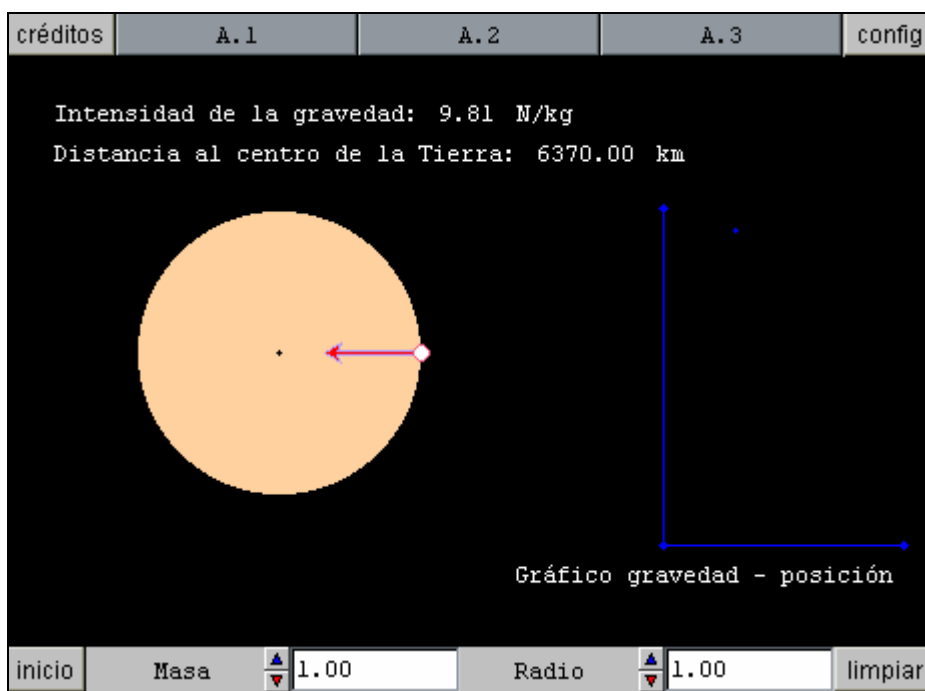 créditos A.1 A.2 A.3 config
Intensidad de la gravedad: 9.81 N/kg
Distancia al centro de la Tierra: 6370.00 km
Gráfico gravedad - posición
inicio Masa 1.00 Radio 1.00 limpiar